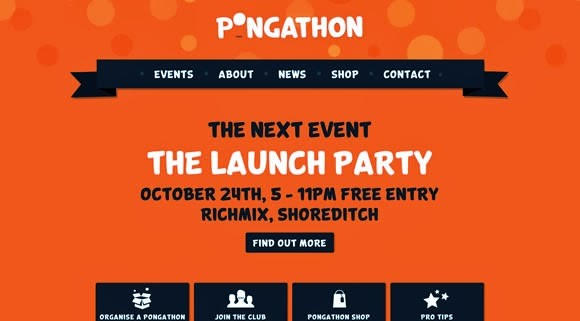 PONGATHON
EVENTS ABOUT NEWS SHOP CONTACT
THE NEXT EVENT
THE LAUNCH PARTY
OCTOBER 24TH, 5 - 11PM FREE ENTRY
RICHMIX, SHOREDITCH
FIND OUT MORE
ORGANISE A PONGATHON JOIN THE CLUB PONGATHON SHOP PRO TIPS